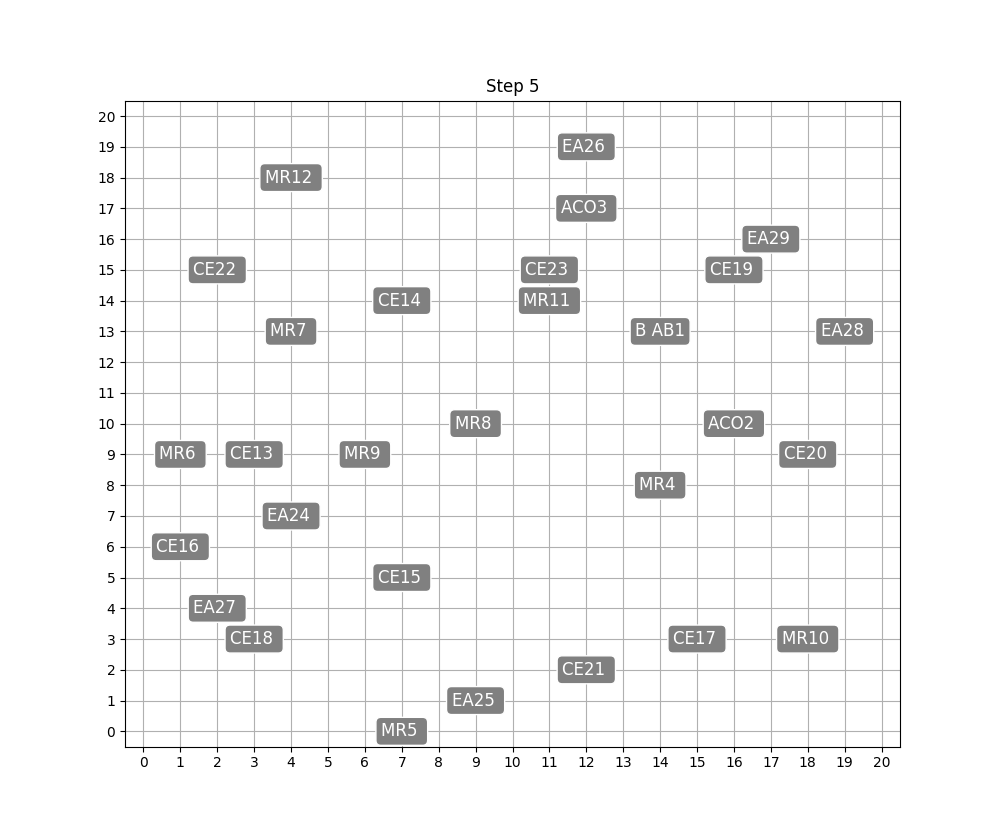 Step 5
20
19
18
17
16
15
14
13
12
11
10
9
8
7
6
5
4
3
2
1
0
EA26
MR12
ACO3
EA29
CE22
CE23
CE19
CE14
MR11
MR7
B AB1
EA28
MR8
ACO2
MR6
CE13
MR9
CE20
MR4
EA24
CE16
CE15
EA27
CE18
CE17
MR10
CE21
EA25
MR5
0 1 2 3 4 5 6 7 8 9 10 11 12 13 14 15 16 17 18 19 20